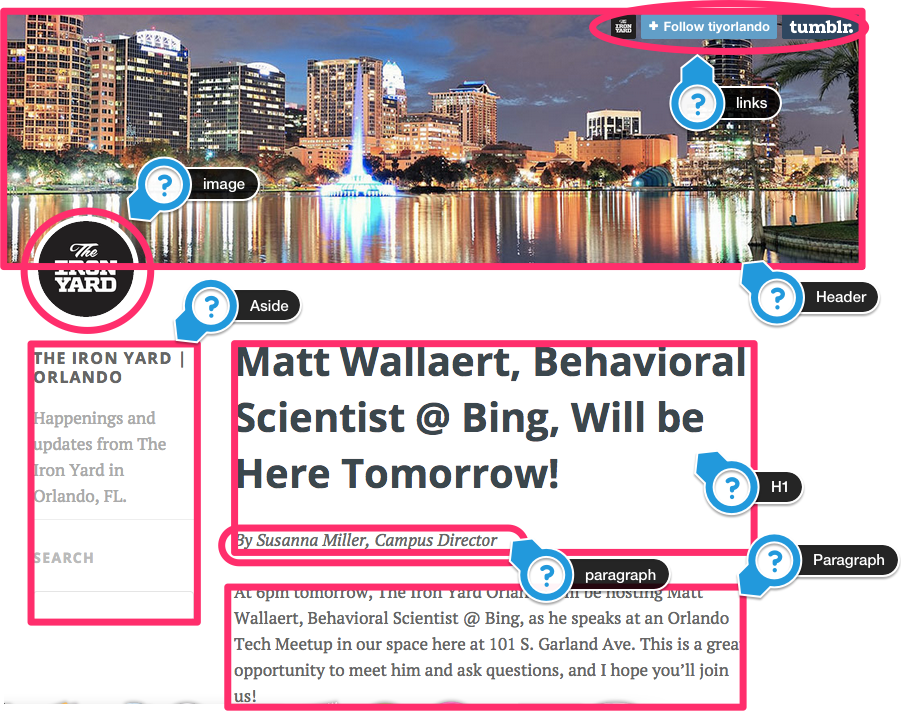 THE IRON YARD
+ Follow tiyorlando
tumblr.
links
image
The
IRON
YARD
Header
Aside
THE IRON YARD |
ORLANDO
Happenings and
updates from The
Iron Yard in
Orlando, FL.
SEARCH
Matt Wallaert, Behavioral
Scientist @ Bing, Will be
Here Tomorrow!
H1
By Susanna Miller, Campus Director
paragraph
Paragraph
At 6pm tomorrow, The Iron Yard be hosting Matt
Wallaert, Behavioral Scientist @ Bing, as he speaks at an Orlando
Tech Meetup in our space here at 101 S. Garland Ave. This is a great
opportunity to meet him and ask questions, and I hope you'll join
us!